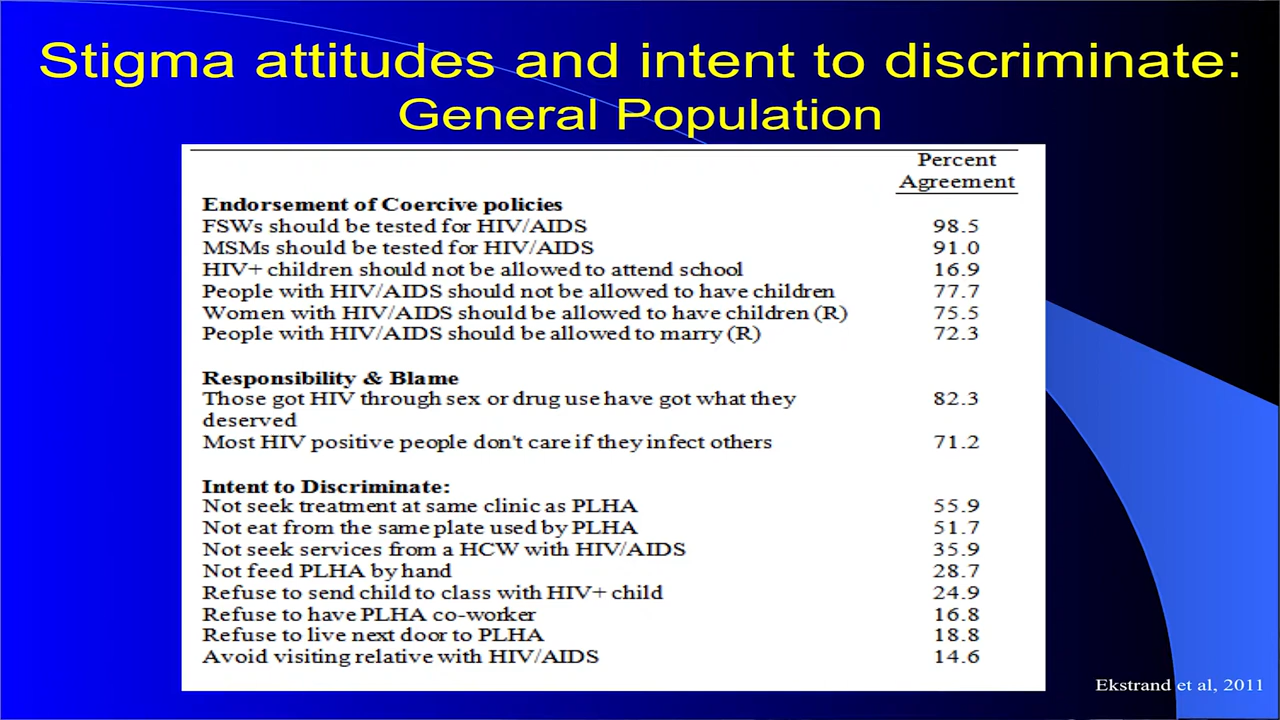 Stigma attitudes and intent to discriminate:
General Population
Percent
Agreement
Endorsement of Coercive policies
FSWs should be tested for HIV/AIDS 98.5
MSMs should be tested for HIV/AIDS 91.0
HIV+ children should not be allowed to attend school 16.9
People with HIV/AIDS should not be allowed to have children 77.7
Women with HIV/AIDS should be allowed to have children (R) 75.5
People with HIV/AIDS should be allowed to marry (R) 72.3
Responsibility & Blame
Those got HIV through sex or drug use have got what they 82.3
deserved
Most HIV positive people don't care if they infect others 71.2
Intent to Discriminate:
Not seek treatment at same clinic as PLHA 55.9
Not eat from the same plate used by PLHA 51.7
Not seek services from a HCW with HIV/AIDS 35.9
Not feed PLHA by hand 28.7
Refuse to send child to class with HIV+ child 24.9
Refuse to have PLHA co-worker 16.8
Refuse to live next door to PLHA 18.8
Avoid visiting relative with HIV/AIDS 14.6
Ekstrand et al, 2011